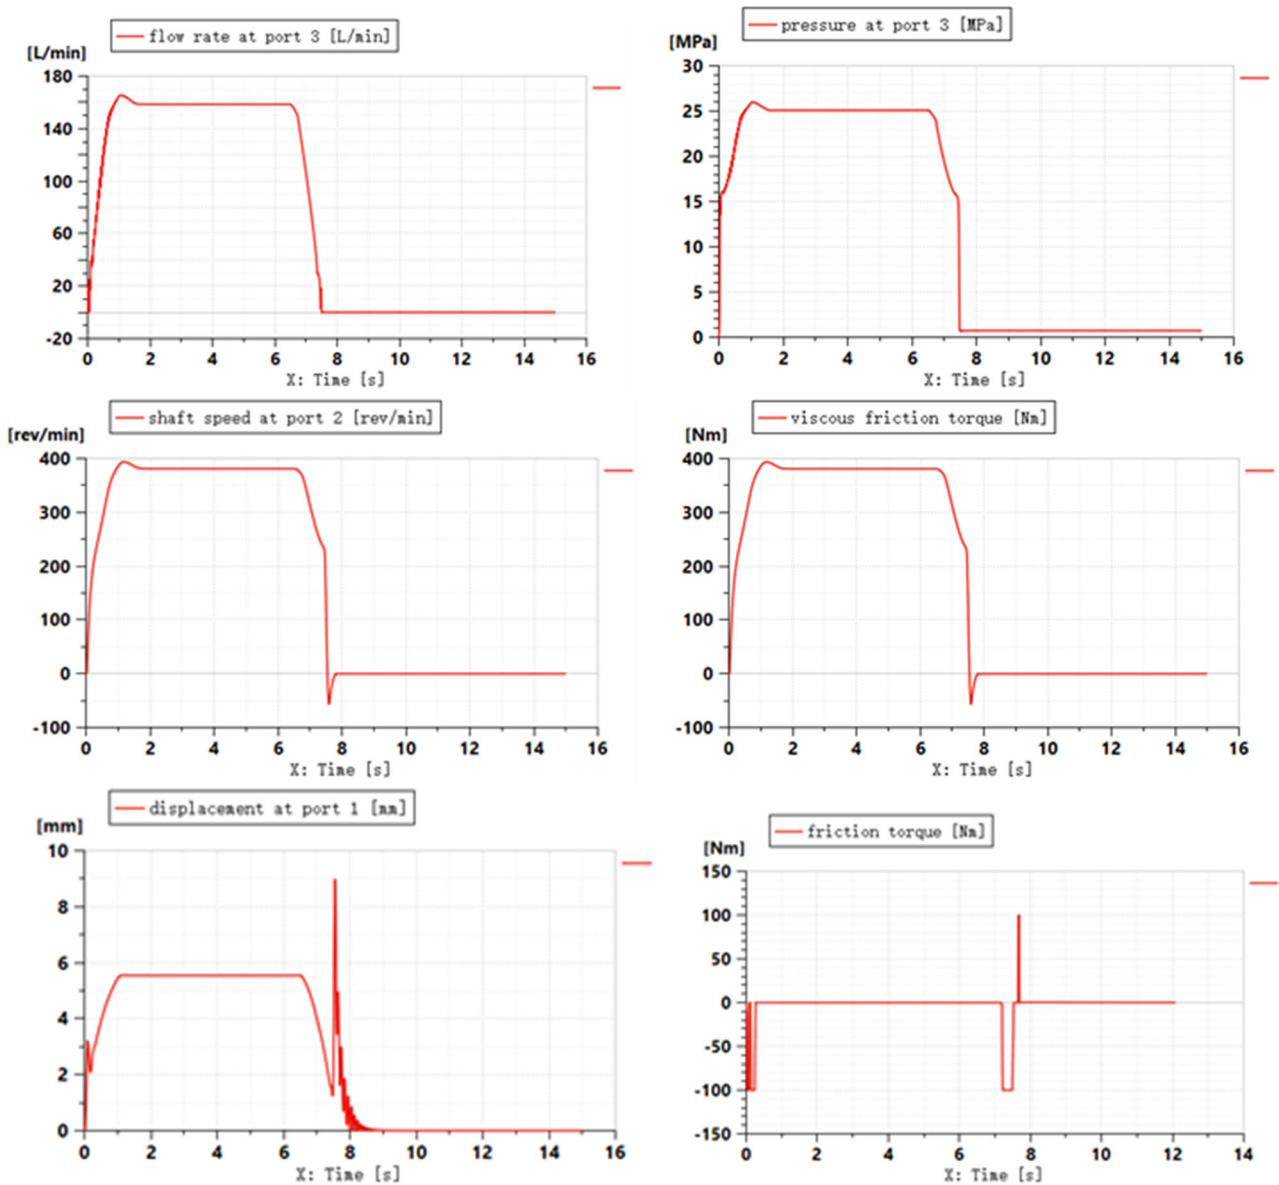 flow rate at port 3 [L/min]
[L/min]
180
140
100
60
20
-20
0 2 4 6 8 10 12 14 16
X: Time [s]
pressure at port 3 [MPa]
[MPa]
30
25
20
15
10
5
0
0 2 4 6 8 10 12 14 16
X: Time [s]
shaft speed at port 2 [rev/min]
[rev/min]
400
300
200
100
0
-100
0 2 4 6 8 10 12 14 16
X: Time [s]
viscous friction torque [Nm]
[Nm]
400
300
200
100
0
-100
0 2 4 6 8 10 12 14 16
X: Time [s]
displacement at port 1 [mm]
[mm]
10
8
6
4
2
0
0 2 4 6 8 10 12 14 16
X: Time [s]
friction torque [Nm]
[Nm]
150
100
50
0
-50
-100
-150
0 2 4 6 8 10 12 14
X: Time [s]